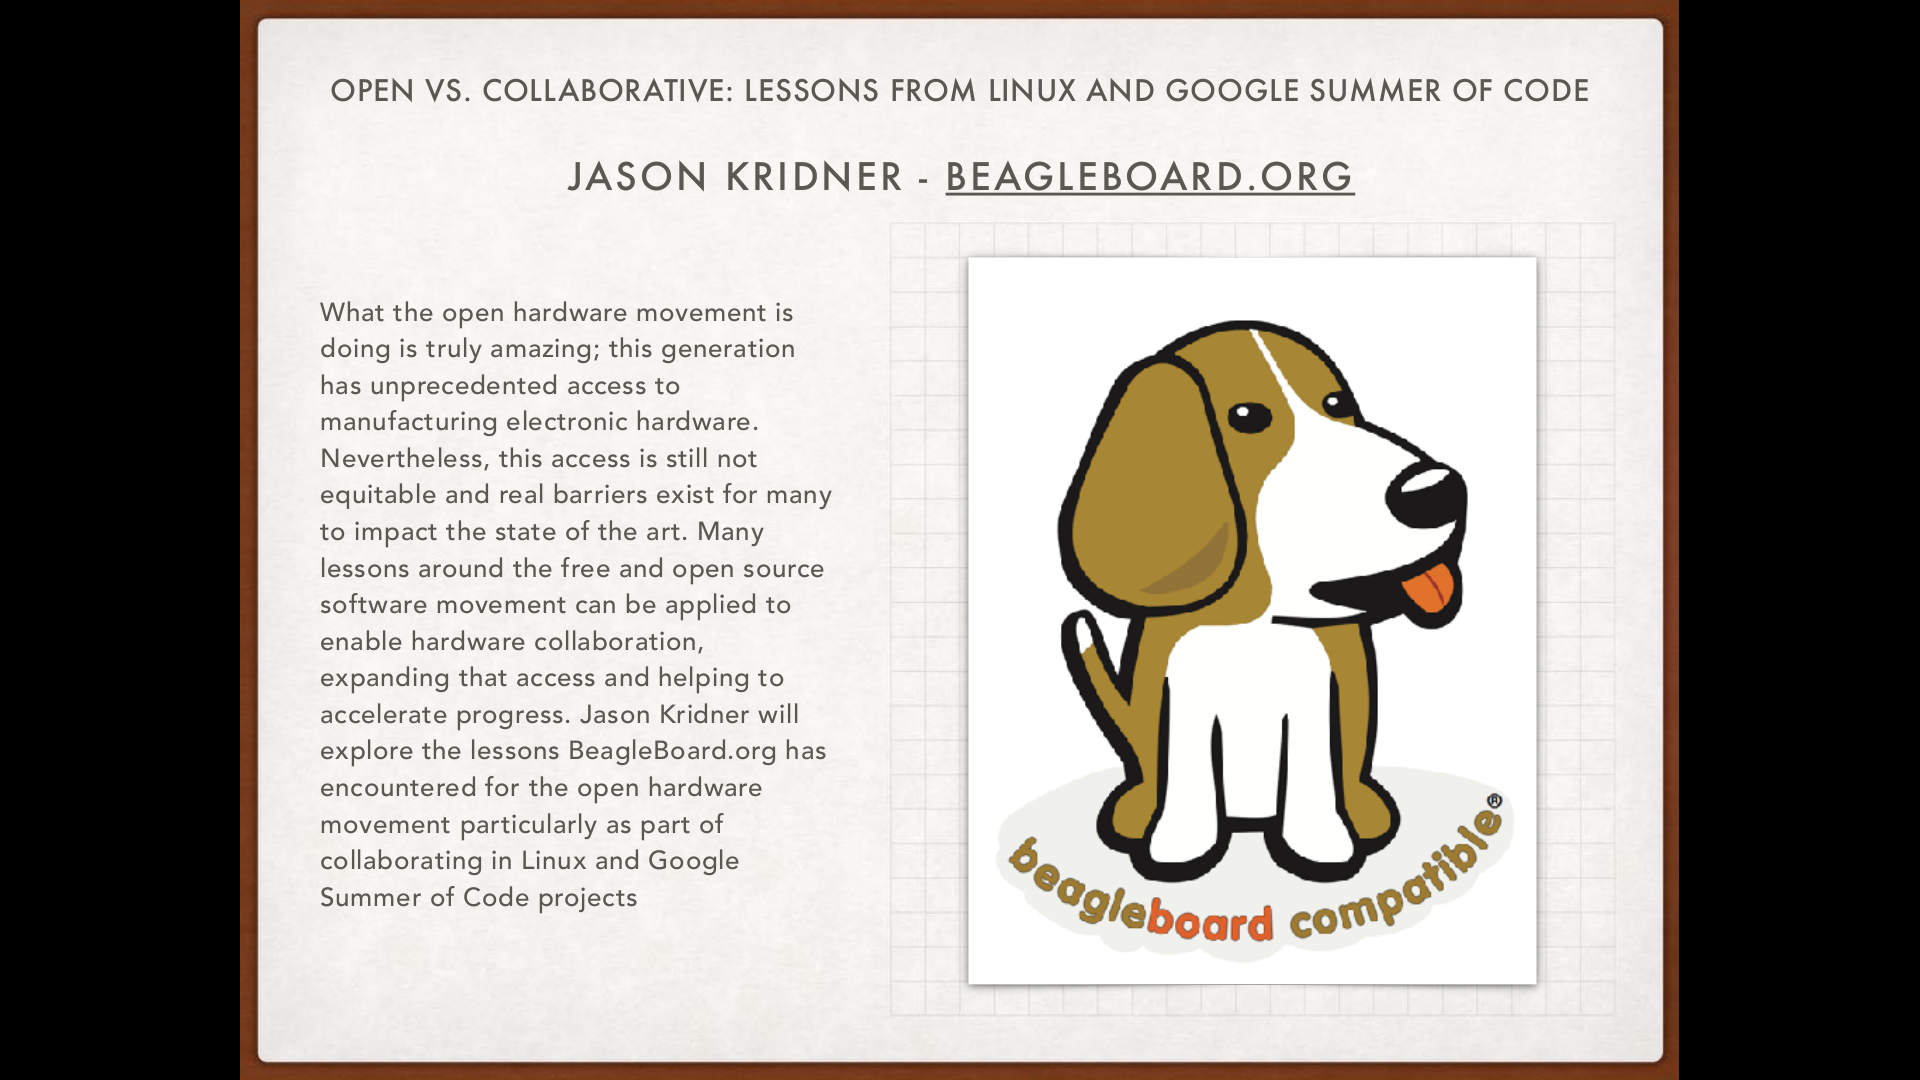 OPEN VS. COLLABORATIVE: LESSONS FROM LINUX AND GOOGLE SUMMER OF CODE
JASON KRIDNER - BEAGLEBOARD.ORG
What the open hardware movement is
doing is truly amazing; this generation
has unprecedented access to
manufacturing electronic hardware.
Nevertheless, this access is still not
equitable and real barriers exist for many
to impact the state of the art. Many
lessons around the free and open source
software movement can be applied to
enable hardware collaboration,
expanding that access and helping to
accelerate progress. Jason Kridner will
explore the lessons BeagleBoard.org has
encountered for the open hardware
movement particularly as part of
collaborating in Linux and Google
Summer of Code projects
beagleboard compatible®